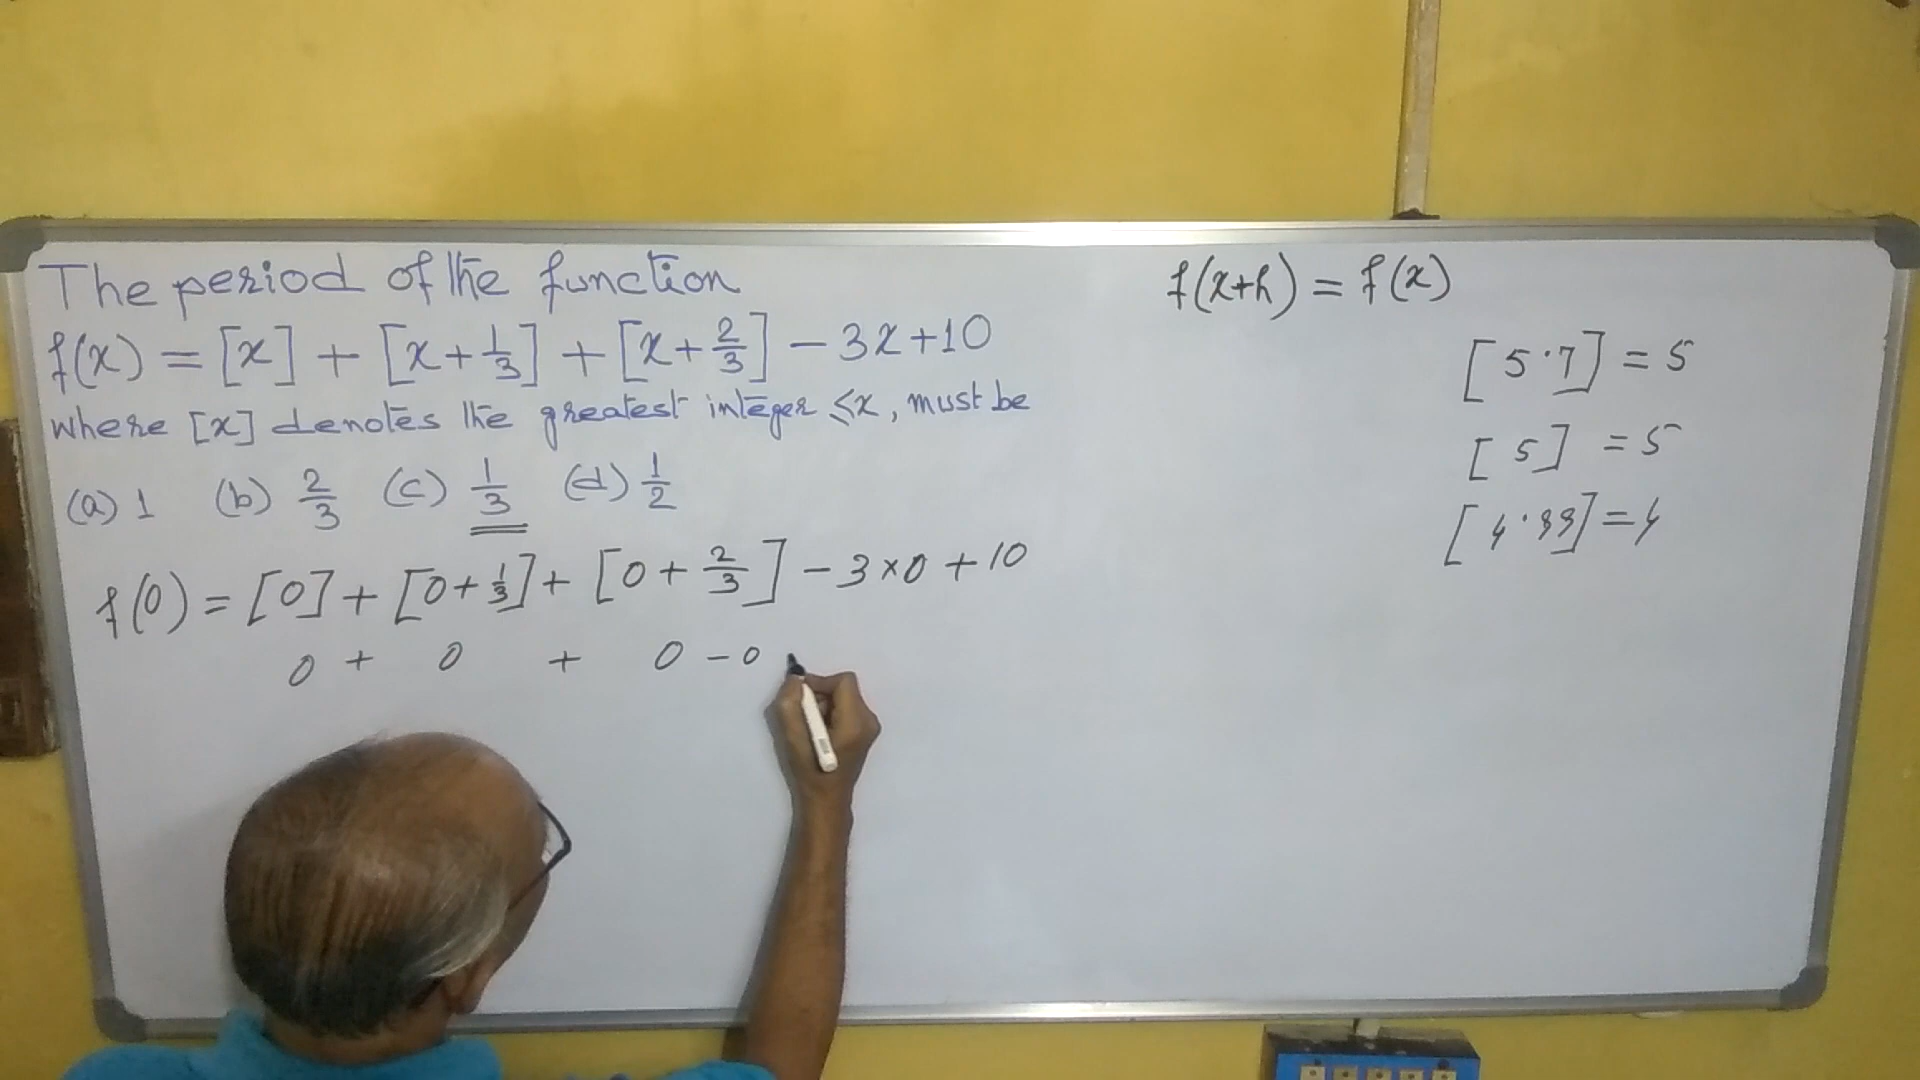 The period of the function
f(x) = [x] + [x + 1/3] + [x + 2/3] - 3x + 10
where [x] denotes the greatest integer ≤ x, must be
(a) 1 (b) 2/3 (c) 1/3 (d) 1/2
f(0) = [0] + [0 + 1/3] + [0 + 2/3] - 3 × 0 + 10
0 + 0 + 0 - 0
f(x+h) = f(x)
[5.7] = 5
[5] = 5
[4.99] = 4